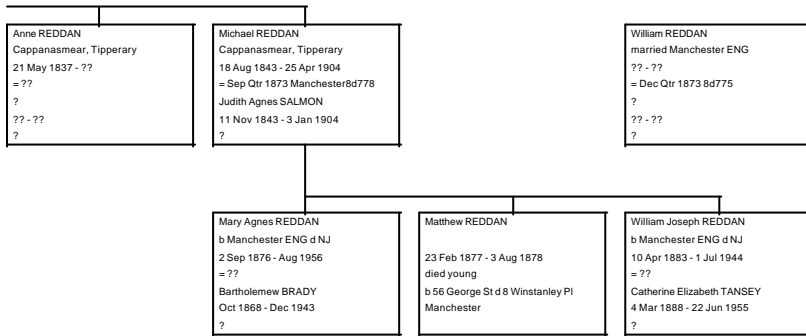 Anne REDDAN
Cappanasmear, Tipperary
21 May 1837 - ??
= ??
?
?? - ??
?
Michael REDDAN
Cappanasmear, Tipperary
18 Aug 1843 - 25 Apr 1904
= Sep Qtr 1873 Manchester8d778
Judith Agnes SALMON
11 Nov 1843 - 3 Jan 1904
?
William REDDAN
married Manchester ENG
?? - ??
= Dec Qtr 1873 8d775
?
?? - ??
?
Mary Agnes REDDAN
b Manchester ENG d NJ
2 Sep 1876 - Aug 1956
= ??
Bartholemew BRADY
Oct 1868 - Dec 1943
?
Matthew REDDAN
23 Feb 1877 - 3 Aug 1878
died young
b 56 George St d 8 Winstanley Pl
Manchester
William Joseph REDDAN
b Manchester ENG d NJ
10 Apr 1883 - 1 Jul 1944
= ??
Catherine Elizabeth TANSEY
4 Mar 1888 - 22 Jun 1955
?